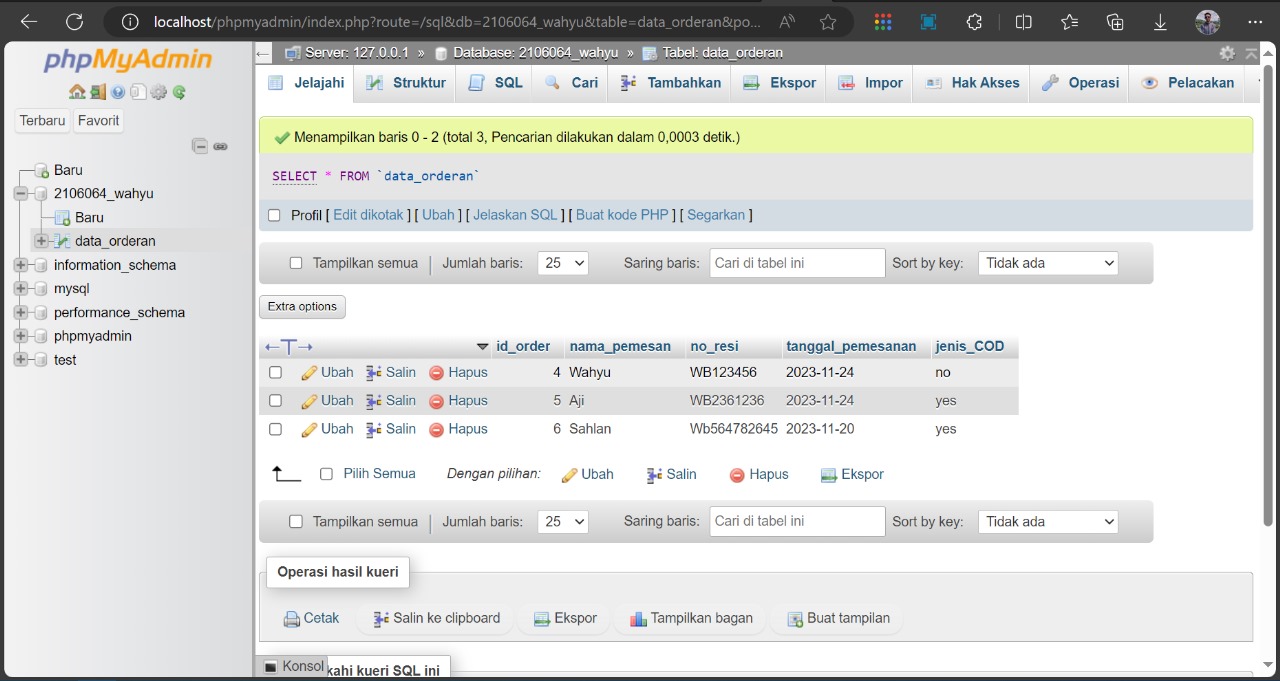 localhost/phpmyadmin/index.php?route=/sql&db=2106064_wahyu&table=data_orderan&po...
phpMyAdmin
Terbaru Favorit
Baru
2106064_wahyu
Baru
data_orderan
information_schema
mysql
performance_schema
phpmyadmin
test
Server: 127.0.0.1 » Database: 2106064_wahyu » Tabel: data_orderan
Jelajahi Struktur SQL Cari Tambahkan Ekspor Impor Hak Akses Operasi Pelacakan
Menampilkan baris 0 - 2 (total 3, Pencarian dilakukan dalam 0,0003 detik.)
SELECT * FROM `data_orderan`
Profil [ Edit dikotak ] [ Ubah ] [ Jelaskan SQL ] [ Buat kode PHP ] [ Segarkan ]
Tampilkan semua | Jumlah baris: 25 Saring baris: Cari di tabel ini Sort by key: Tidak ada
Extra options
←T→ id_order nama_pemesan no_resi tanggal_pemesanan jenis_COD
Ubah Salin Hapus 4 Wahyu WB123456 2023-11-24 no
Ubah Salin Hapus 5 Aji WB2361236 2023-11-24 yes
Ubah Salin Hapus 6 Sahlan Wb564782645 2023-11-20 yes
Pilih Semua Dengan pilihan: Ubah Salin Hapus Ekspor
Tampilkan semua | Jumlah baris: 25 Saring baris: Cari di tabel ini Sort by key: Tidak ada
Operasi hasil kueri
Cetak Salin ke clipboard Ekspor Tampilkan bagan Buat tampilan
Konsol kahi kueri SQL ini